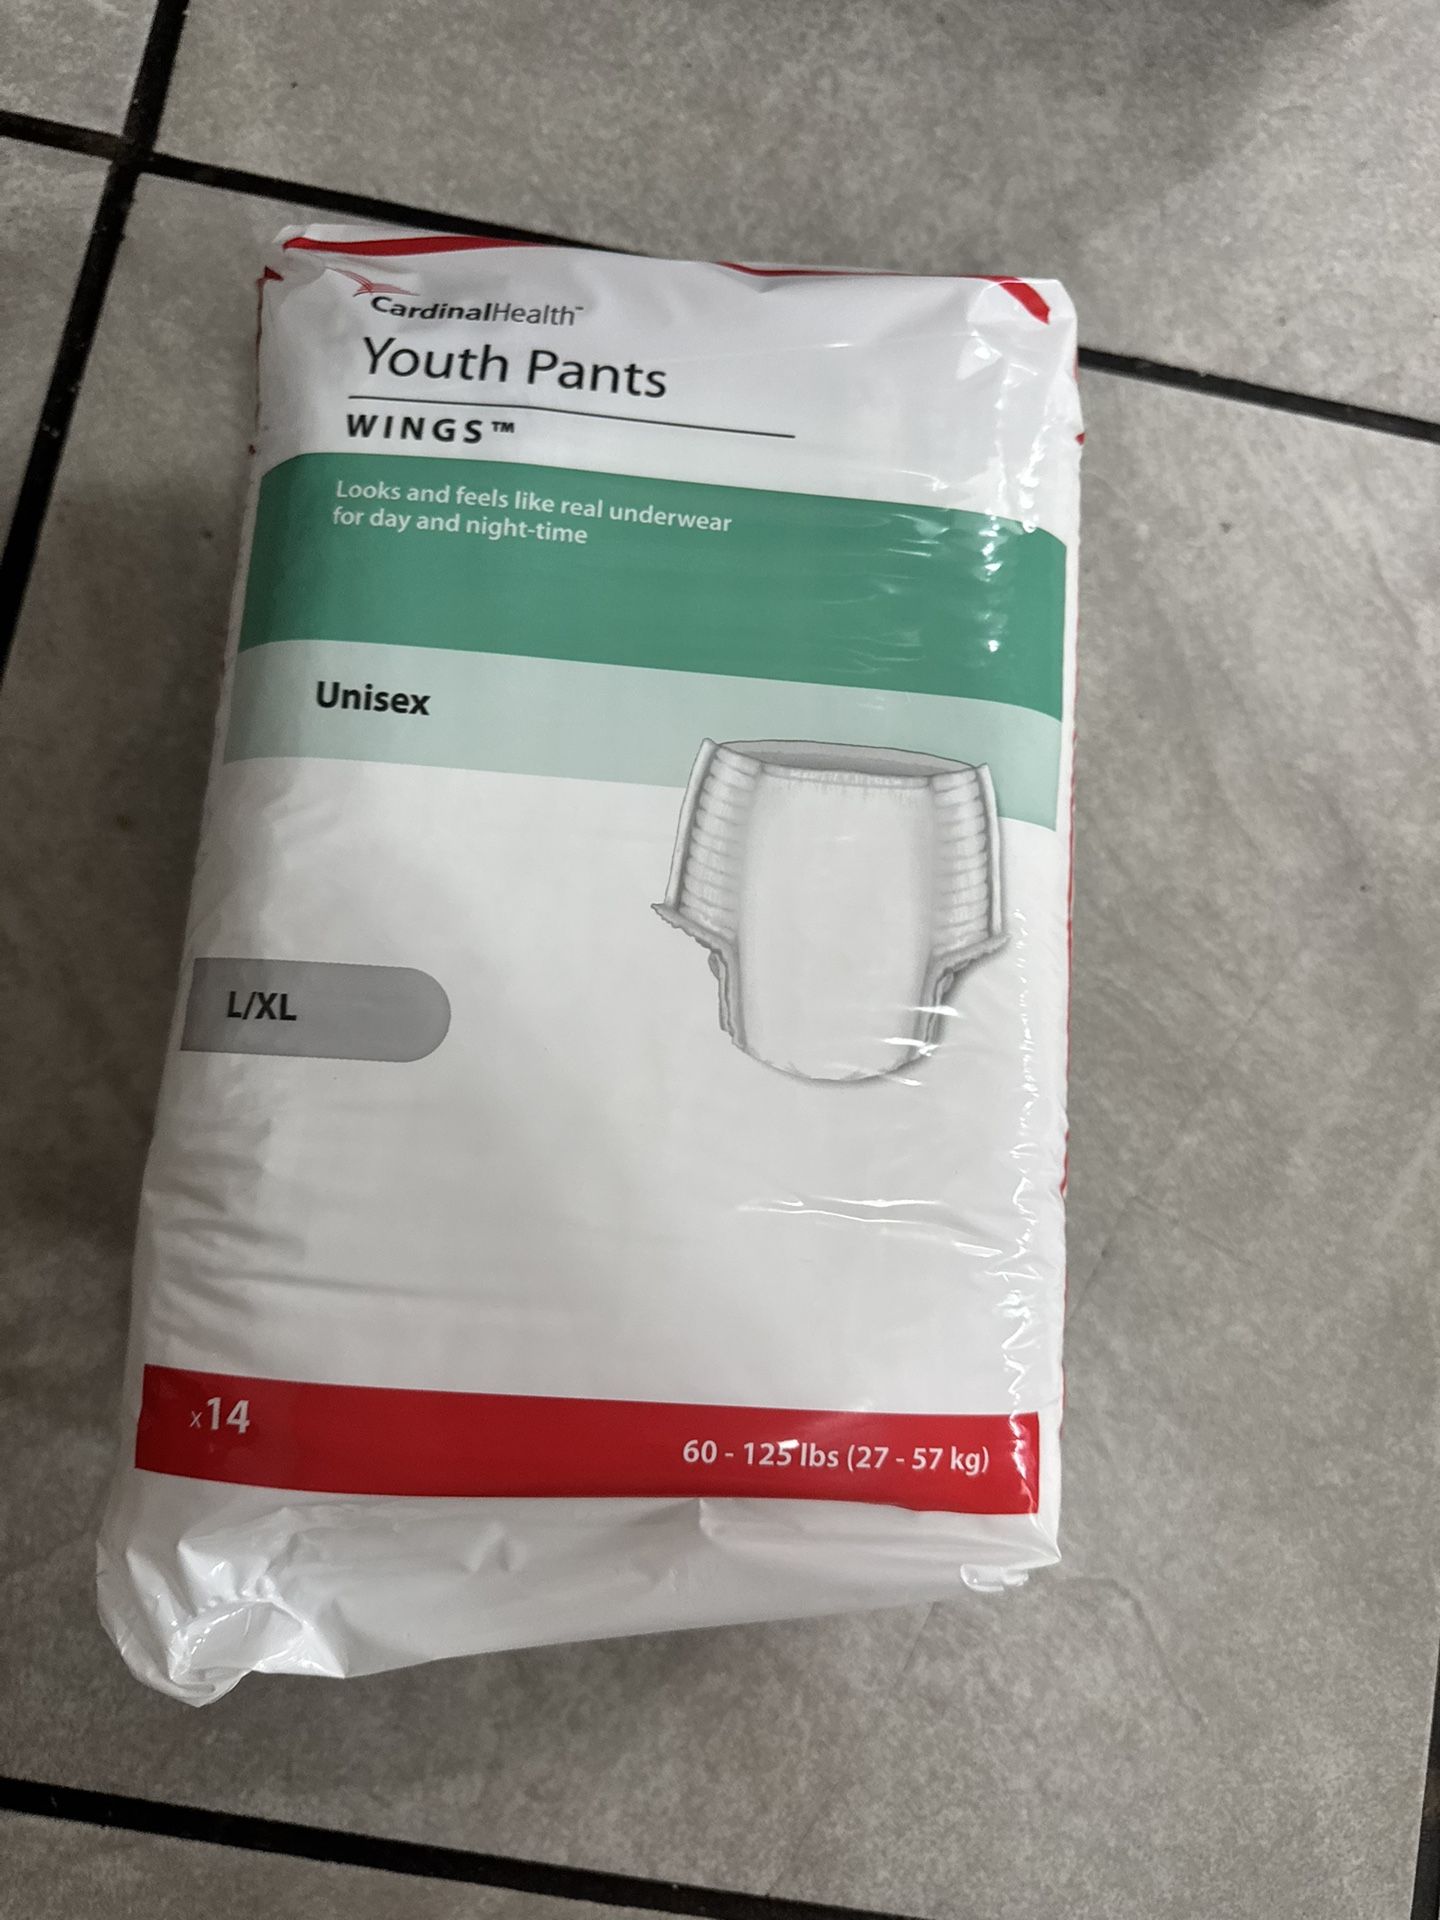 CardinalHealth™
Youth Pants
WINGS™
Looks and feels like real underwear
for day and night-time
Unisex
L/XL
x14
60 - 125 lbs (27 - 57 kg)